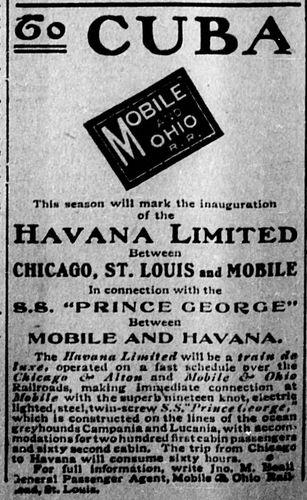 To CUBA
MOBILE
AND
OHIO
R.R.
This season will mark the inauguration
of the
HAVANA LIMITED
Between
CHICAGO, ST. LOUIS and MOBILE
In connection with the
S.S. "PRINCE GEORGE"
Between
MOBILE AND HAVANA.
The Havana Limited will be a train de
luxe, operated on a fast schedule over the
Chicago & Alton and Mobile & Ohio
Railroads, making immediate connection at
Mobile with the superb nineteen knot, electric
lighted, steel, twin-screw S.S. "Prince George,
which is constructed on the lines of the ocean
greyhounds Campania and Lucania, with accom-
modations for two hundred first cabin passengers
and sixty second cabin. The trip from Chicago
to Havana will consume sixty hours.
For full information, write Jno. M. Beall
General Passenger Agent, Mobile & Ohio Rail-
road, St. Louis.